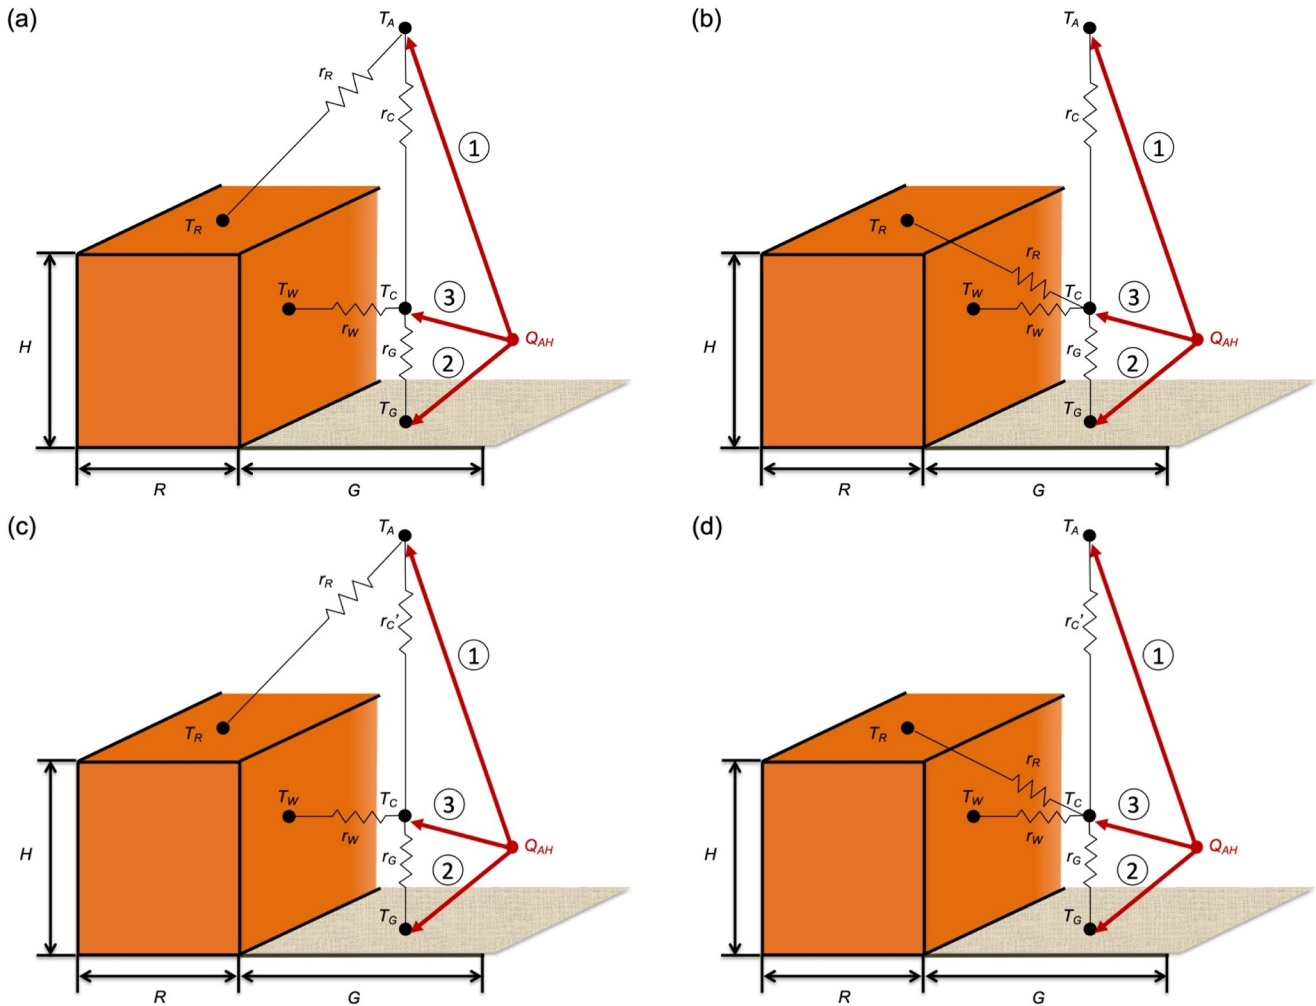 (a)
T_A
r_R
r_C
①
T_R
T_W
r_W
T_C
③
r_G
②
Q_AH
T_G
H
R
G
(b)
T_A
r_C
①
T_R
r_R
T_W
r_W
T_C
③
r_G
②
Q_AH
T_G
H
R
G
(c)
T_A
r_R
r_C'
①
T_R
T_W
r_W
T_C
③
r_G
②
Q_AH
T_G
H
R
G
(d)
T_A
r_C'
①
T_R
r_R
T_W
r_W
T_C
③
r_G
②
Q_AH
T_G
H
R
G